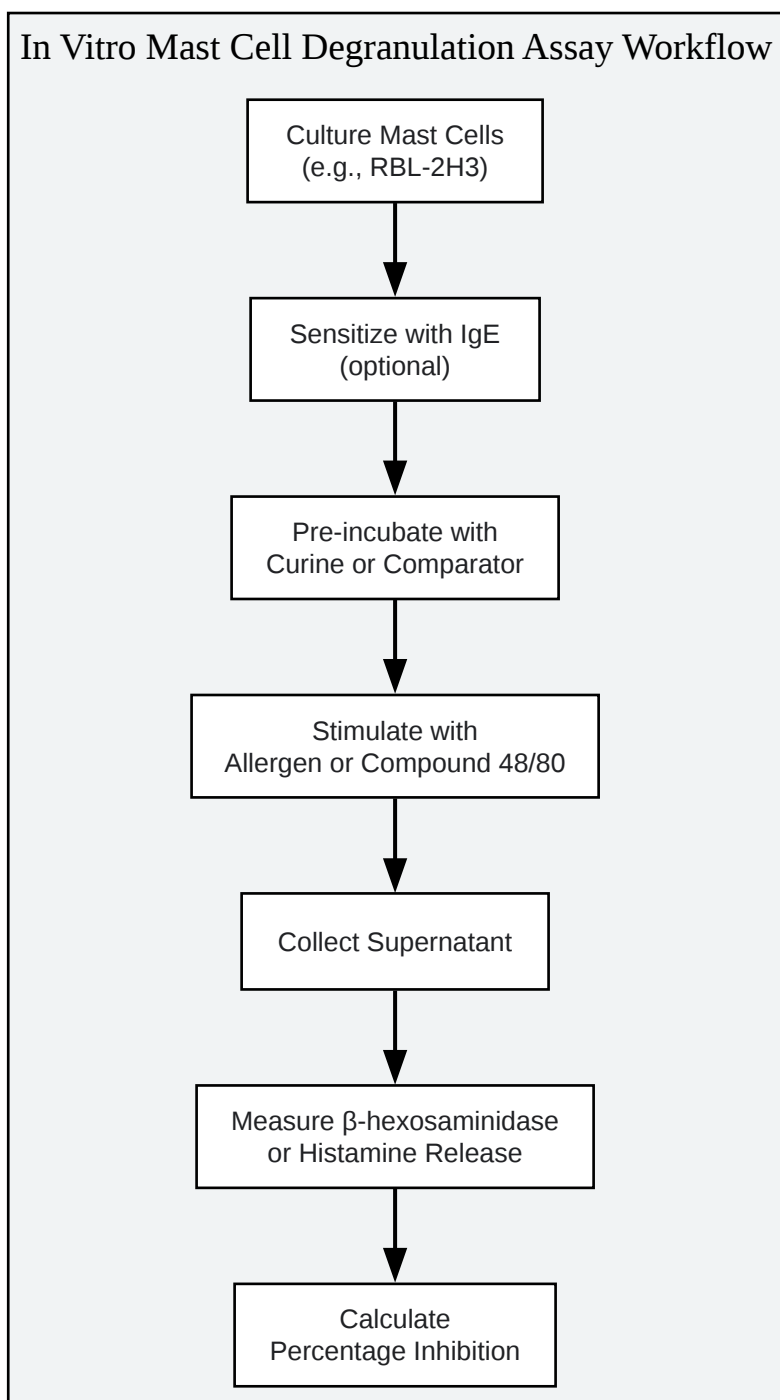 In Vitro Mast Cell Degranulation Assay Workflow
Culture Mast Cells
(e.g., RBL-2H3)
Sensitize with IgE
(optional)
Pre-incubate with
Curine or Comparator
Stimulate with
Allergen or Compound 48/80
Collect Supernatant
Measure β-hexosaminidase
or Histamine Release
Calculate
Percentage Inhibition